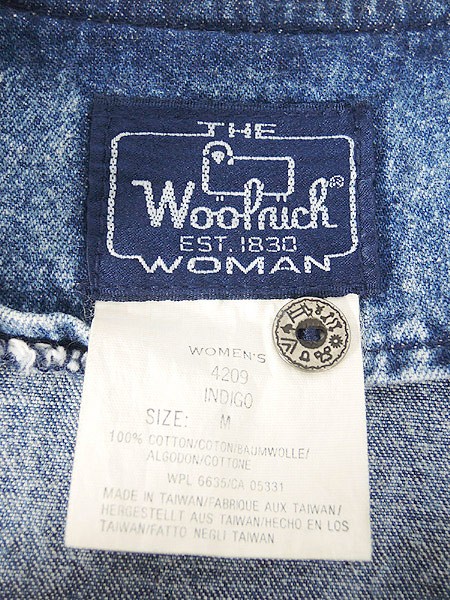 THE
Woolrich®
EST. 1830
WOMAN
WOMEN'S
4209
INDIGO
SIZE: M
100% COTTON/COTON/BAUMWOLLE/
ALGODON/COTTONE
WPL 6635/CA 05331
MADE IN TAIWAN/FABRIQUE AUX TAIWAN/
HERGESTELLT AUS TAIWAN/HECHO EN LOS
TAIWAN/FATTO NEGLI TAIWAN